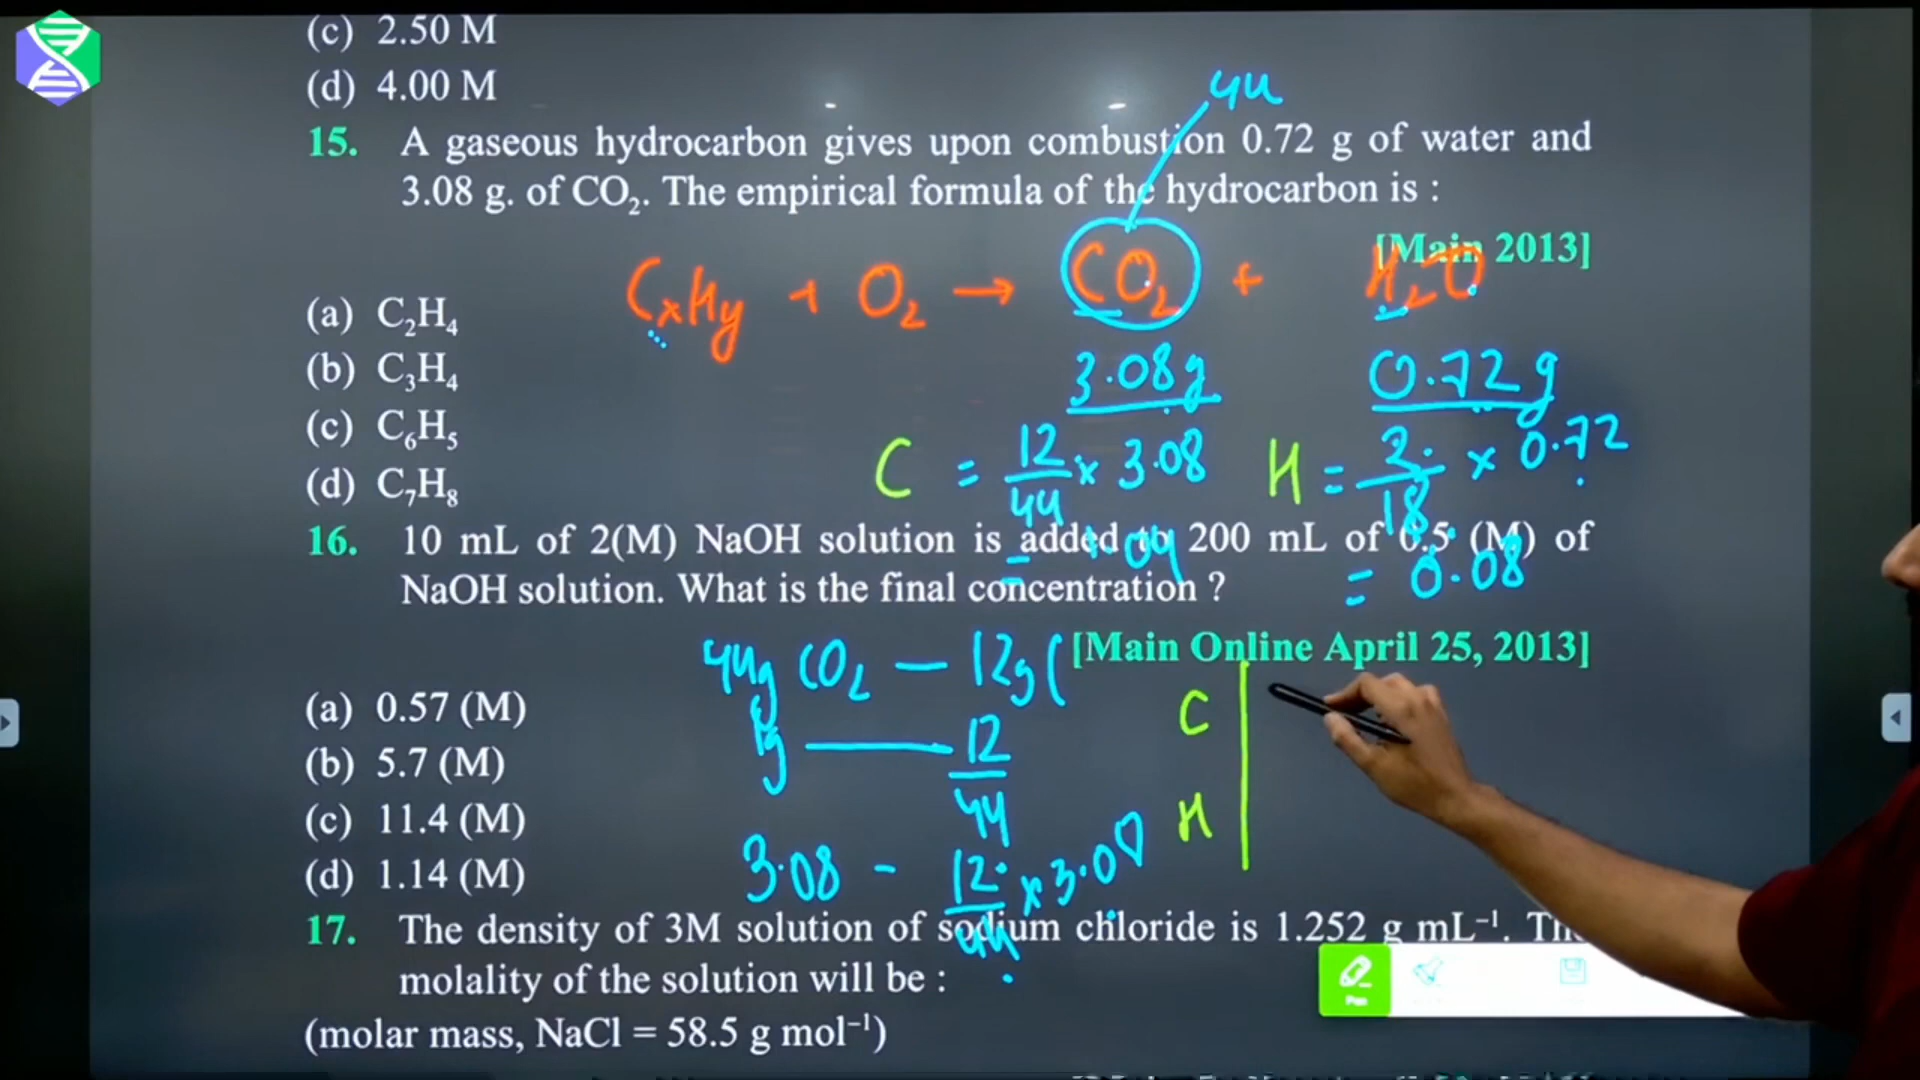 (c) 2.50 M
(d) 4.00 M
44
15. A gaseous hydrocarbon gives upon combustion 0.72 g of water and
3.08 g. of CO₂. The empirical formula of the hydrocarbon is :
[Main 2013]
CxHy + O₂ → CO₂ + H₂O
(a) C₂H₄
(b) C₃H₄
(c) C₆H₅
(d) C₇H₈
3.08g 0.72g
C = 12/44 x 3.08 H = 2/18 x 0.72
= 0.08
16. 10 mL of 2(M) NaOH solution is added to 200 mL of 0.5 (M) of
NaOH solution. What is the final concentration ?
[Main Online April 25, 2013]
44g CO₂ — 12g C
1g — 12/44
3.08 - 12/44 x 3.08
C
H
(a) 0.57 (M)
(b) 5.7 (M)
(c) 11.4 (M)
(d) 1.14 (M)
17. The density of 3M solution of sodium chloride is 1.252 g mL⁻¹.
molality of the solution will be :
(molar mass, NaCl = 58.5 g mol⁻¹)
Pen